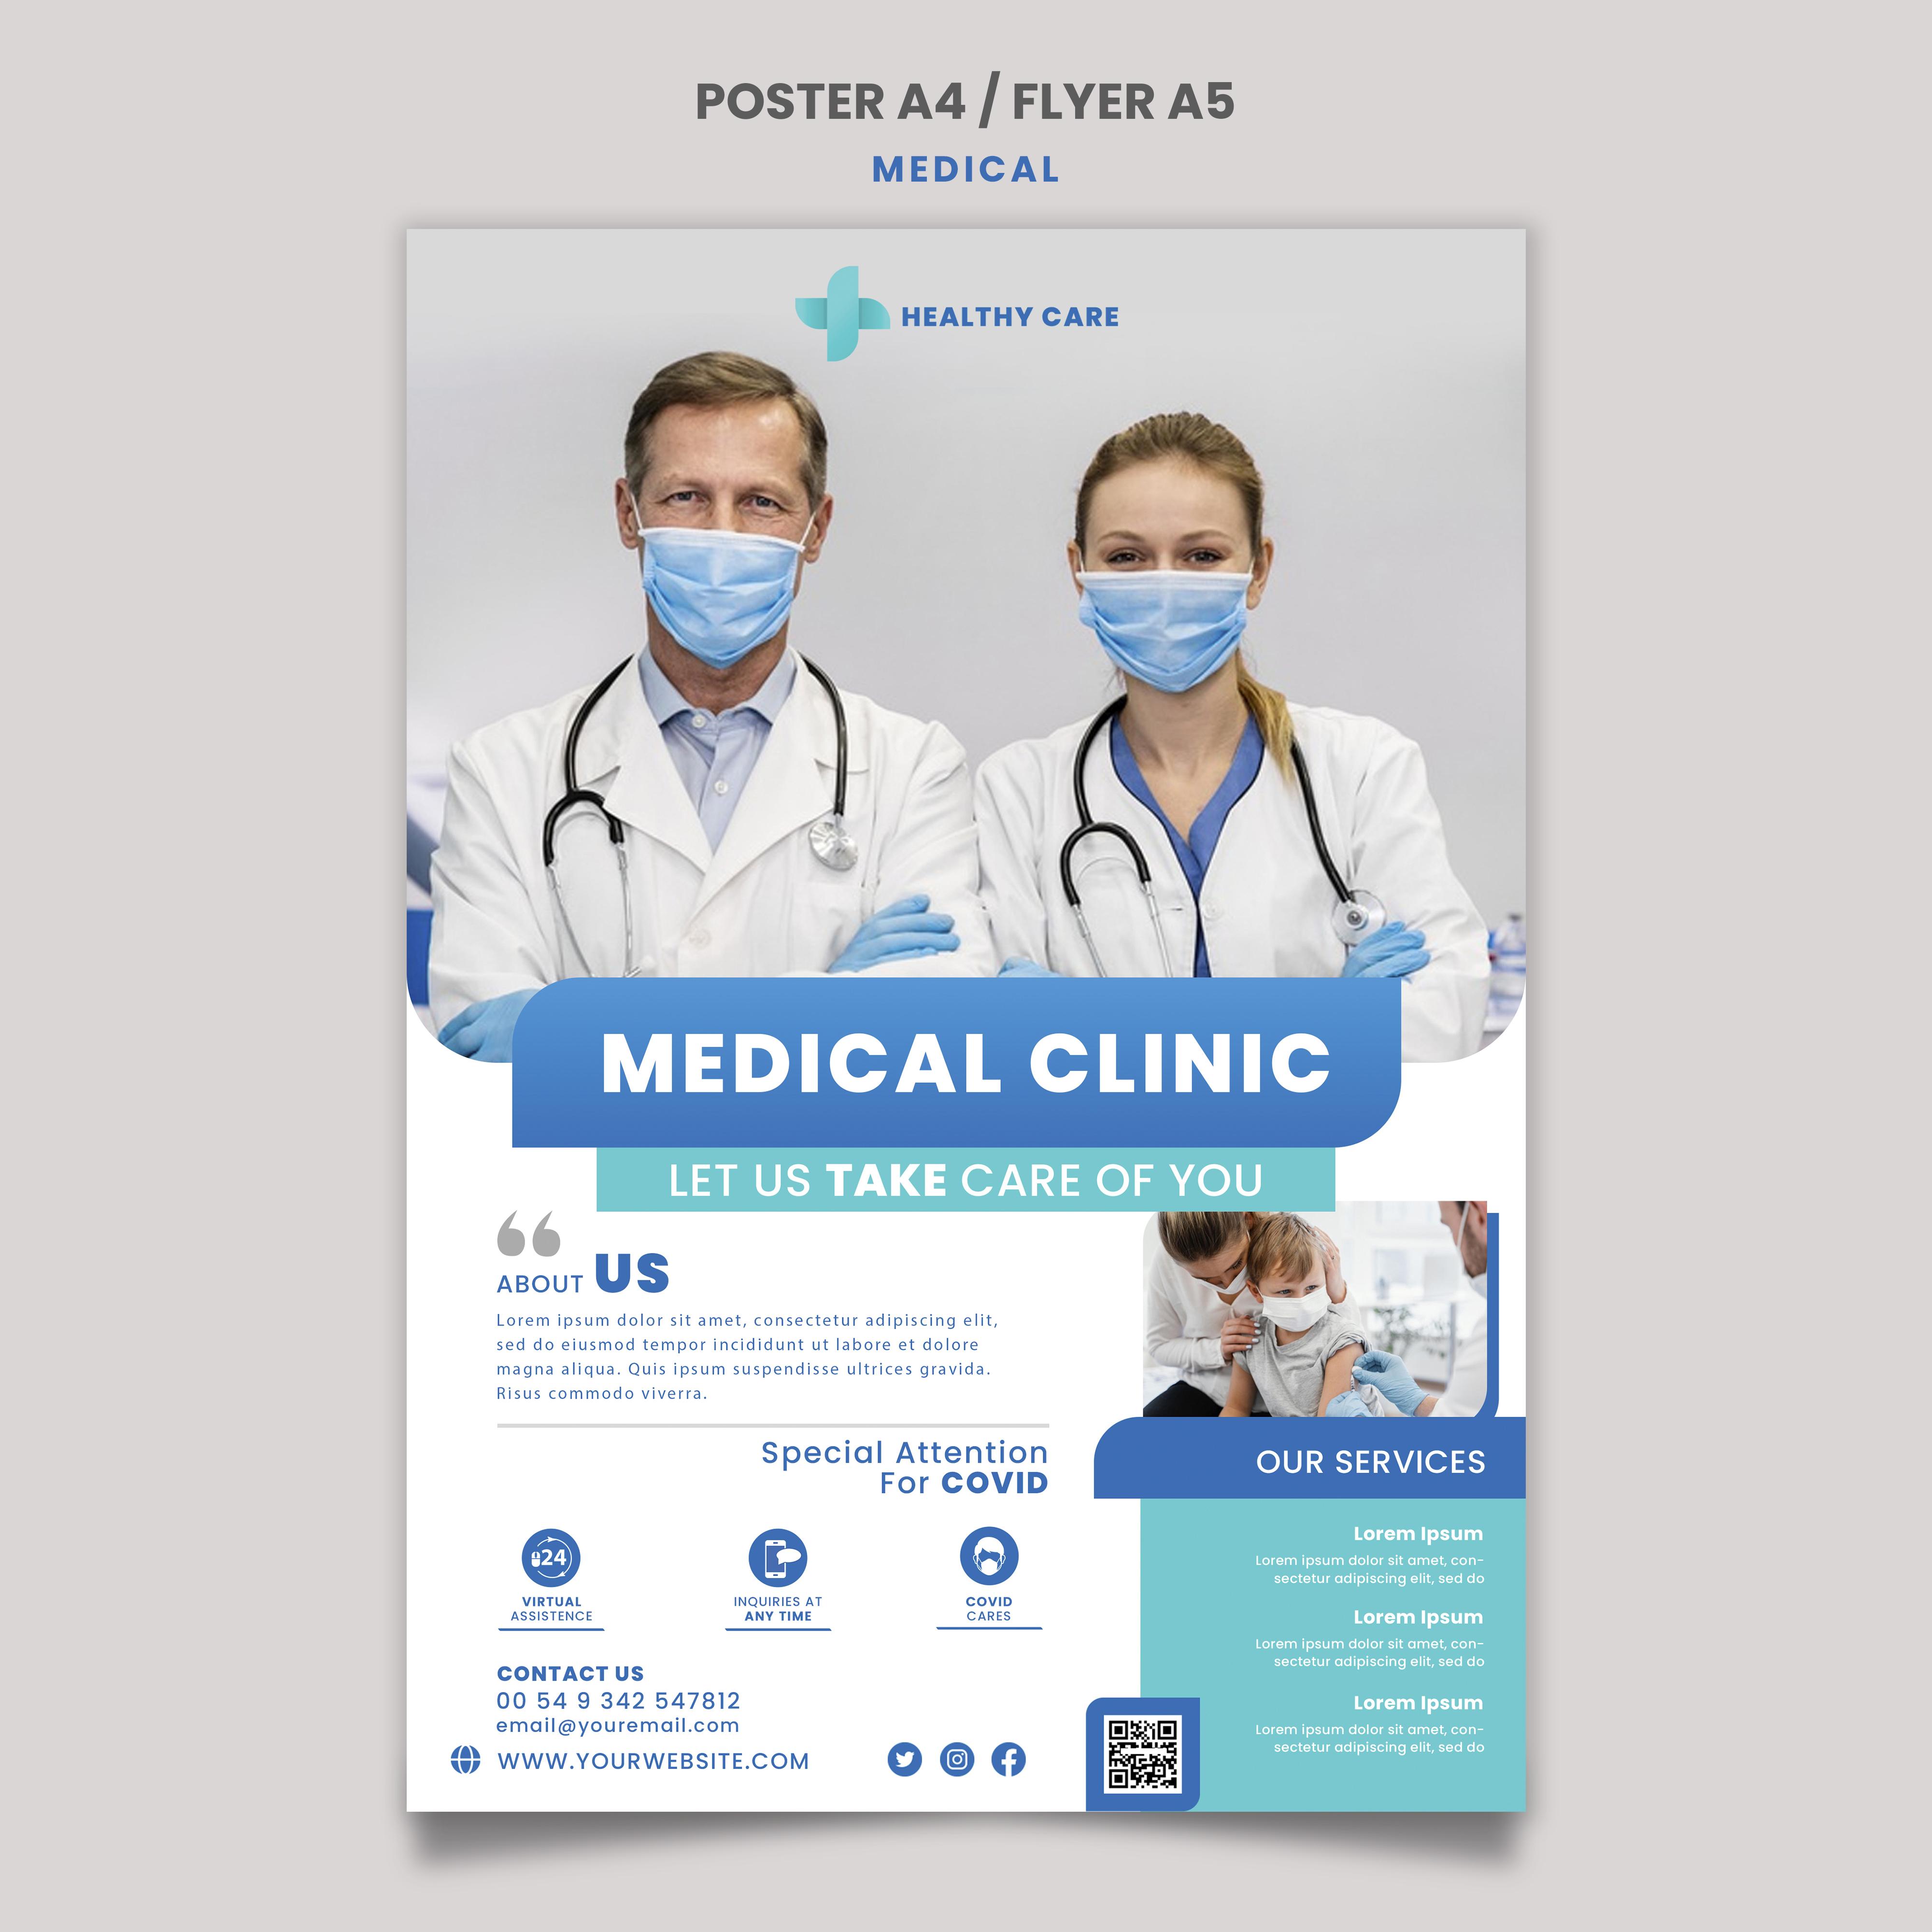 POSTER A4 / FLYER A5
MEDICAL
HEALTHY CARE
MEDICAL CLINIC
LET US TAKE CARE OF YOU
ABOUT US
Lorem ipsum dolor sit amet, consectetur adipiscing elit,
sed do eiusmod tempor incididunt ut labore et dolore
magna aliqua. Quis ipsum suspendisse ultrices gravida.
Risus commodo viverra.
Special Attention
For COVID
24
VIRTUAL
ASSISTENCE
INQUIRIES AT
ANY TIME
COVID
CARES
CONTACT US
00 54 9 342 547812
email@youremail.com
WWW.YOURWEBSITE.COM
OUR SERVICES
Lorem Ipsum
Lorem ipsum dolor sit amet, con-
sectetur adipiscing elit, sed do
Lorem Ipsum
Lorem ipsum dolor sit amet, con-
sectetur adipiscing elit, sed do
Lorem Ipsum
Lorem ipsum dolor sit amet, con-
sectetur adipiscing elit, sed do